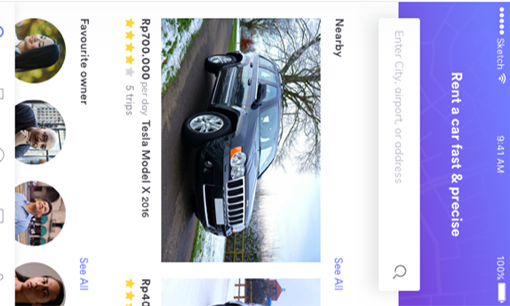 Sketch 9:41 AM 100%
Rent a car fast & precise
Enter City, airport, or address
Nearby See All
Rp700.000 per day Tesla Model X 2016 Rp40
5 trips
Favourite owner See All